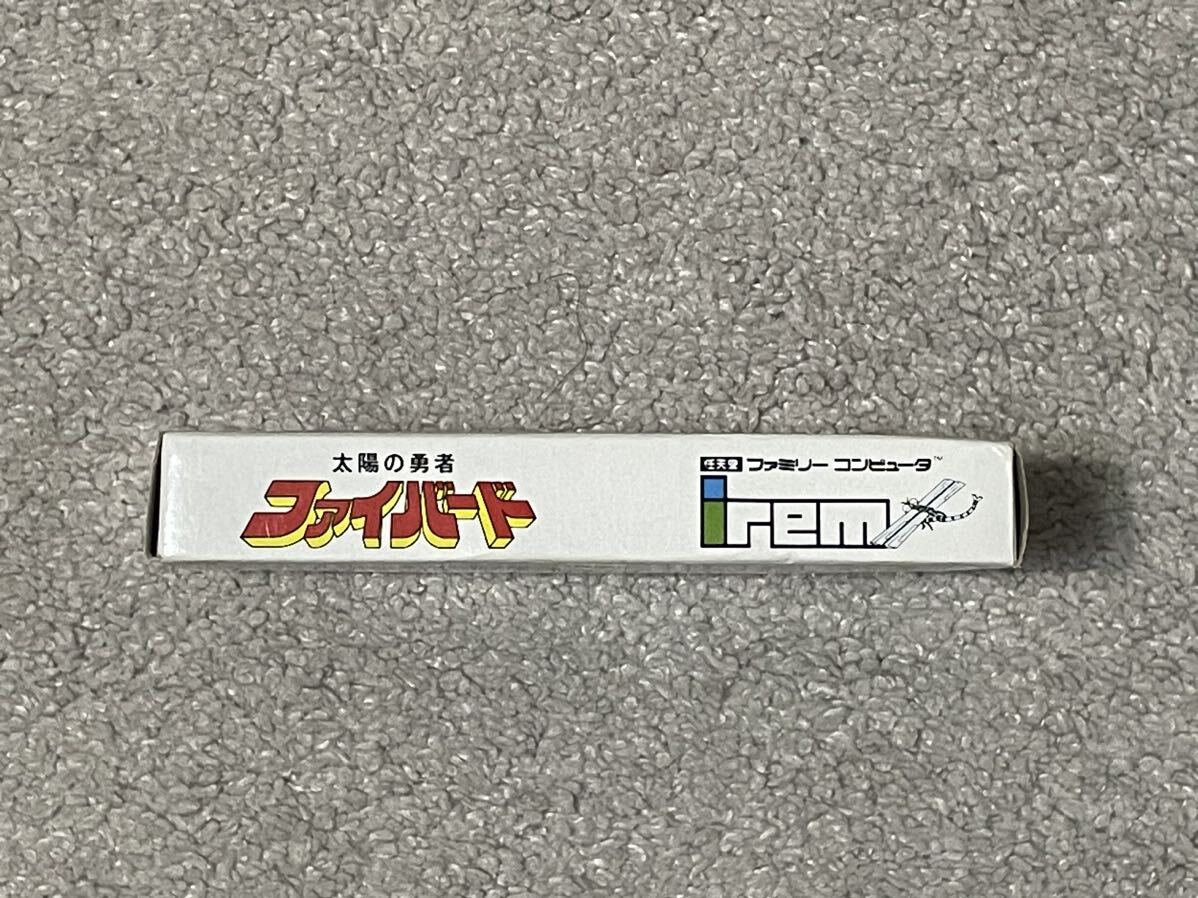 太陽の勇者
ファイバード
任天堂 ファミリー コンピュータ™
irem